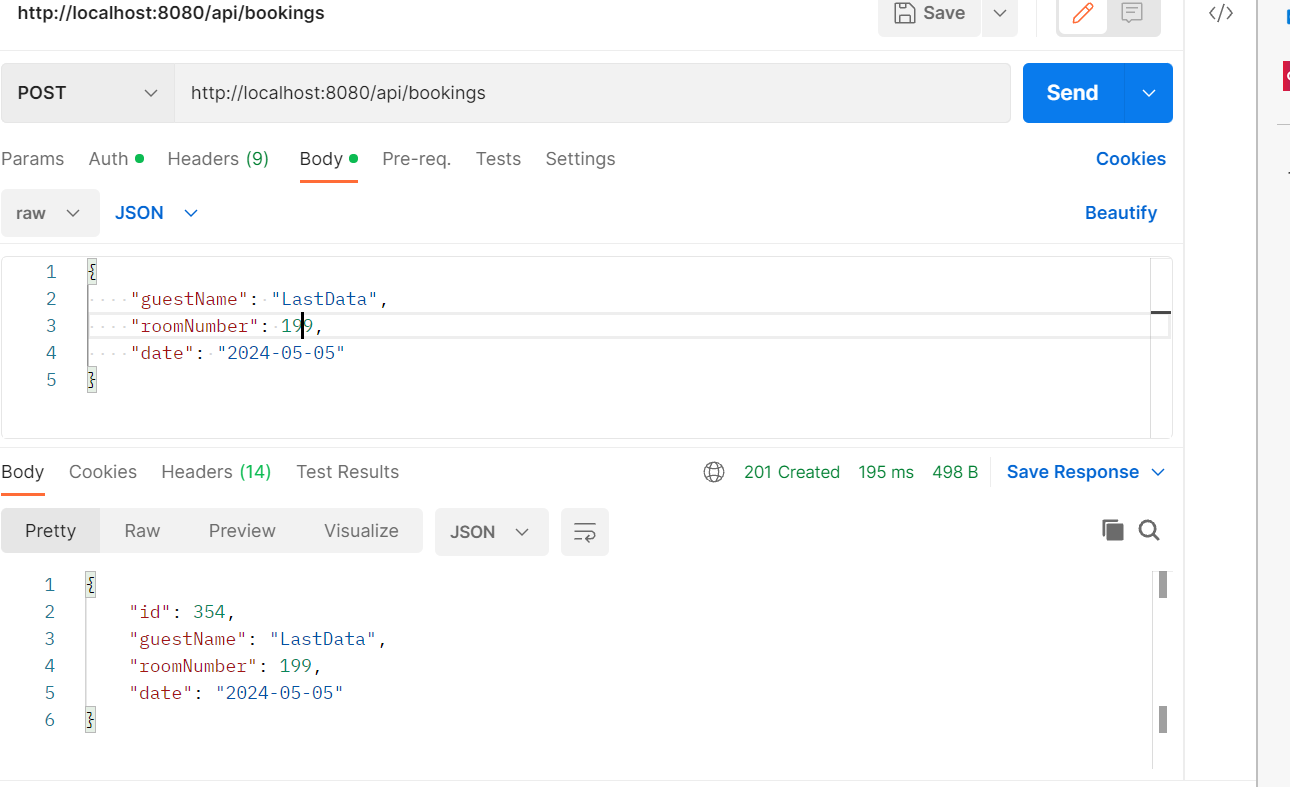 http://localhost:8080/api/bookings
Save
POST http://localhost:8080/api/bookings Send
Params Auth Headers (9) Body Pre-req. Tests Settings Cookies
raw JSON Beautify
1 {
2 "guestName": "LastData",
3 "roomNumber": 199,
4 "date": "2024-05-05"
5 }
Body Cookies Headers (14) Test Results 201 Created 195 ms 498 B Save Response
Pretty Raw Preview Visualize JSON
1 {
2 "id": 354,
3 "guestName": "LastData",
4 "roomNumber": 199,
5 "date": "2024-05-05"
6 }